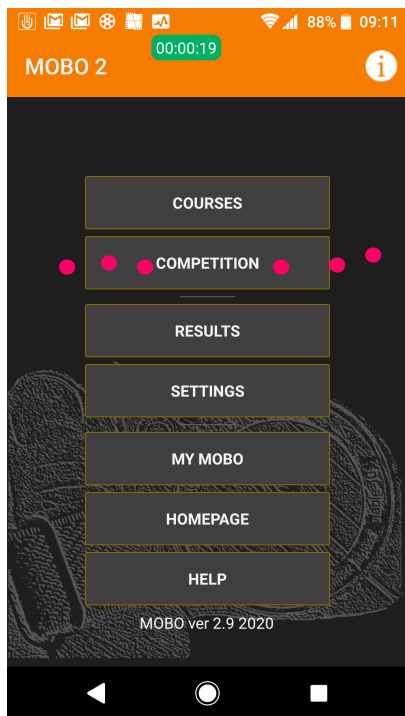 88% 09:11
00:00:19
MOBO 2
i
COURSES
COMPETITION
RESULTS
SETTINGS
MY MOBO
HOMEPAGE
HELP
MOBO ver 2.9 2020